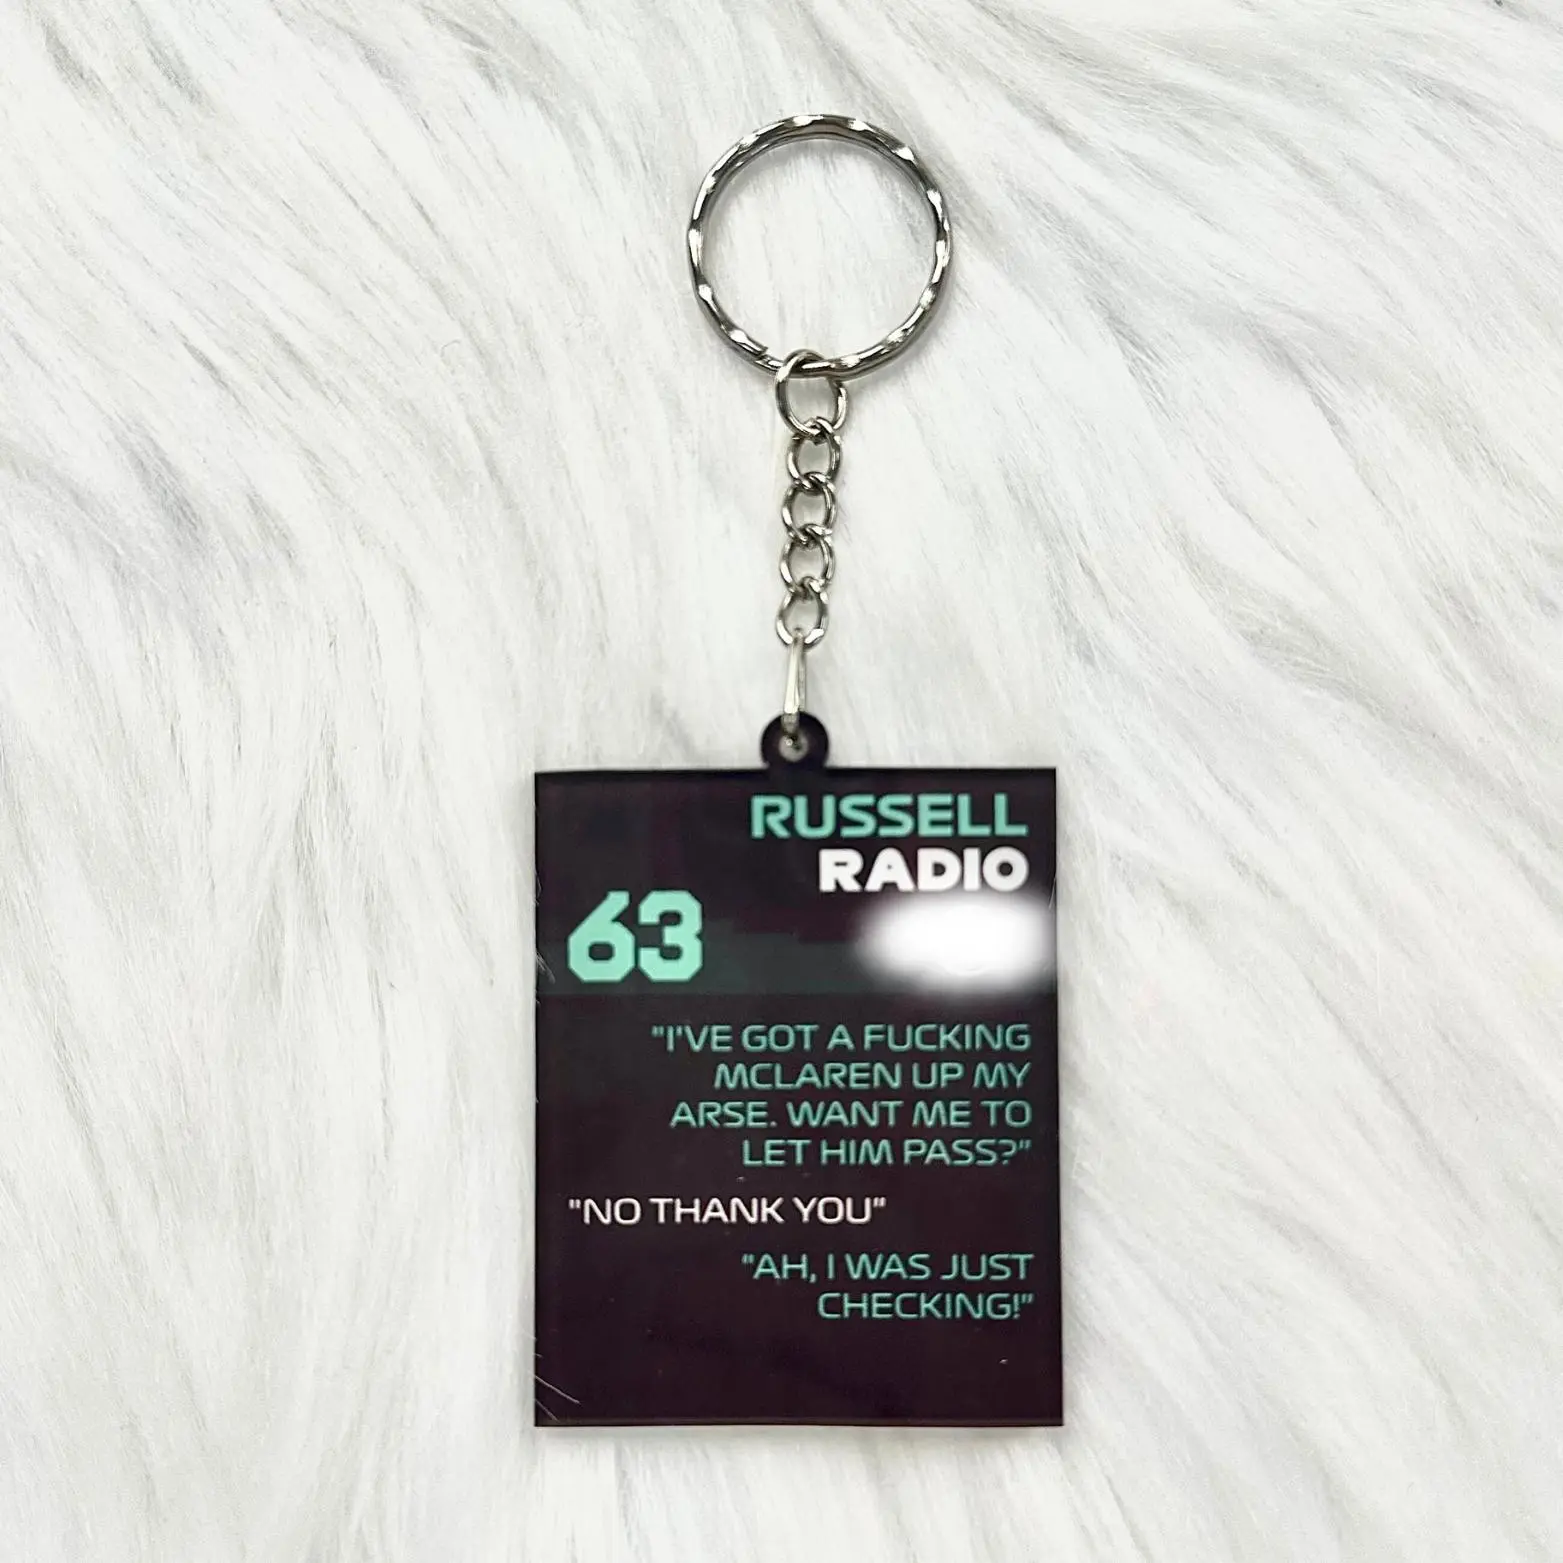 RUSSELL
RADIO
63
"I'VE GOT A FUCKING
MCLAREN UP MY
ARSE. WANT ME TO
LET HIM PASS?"
"NO THANK YOU"
"AH, I WAS JUST
CHECKING!"